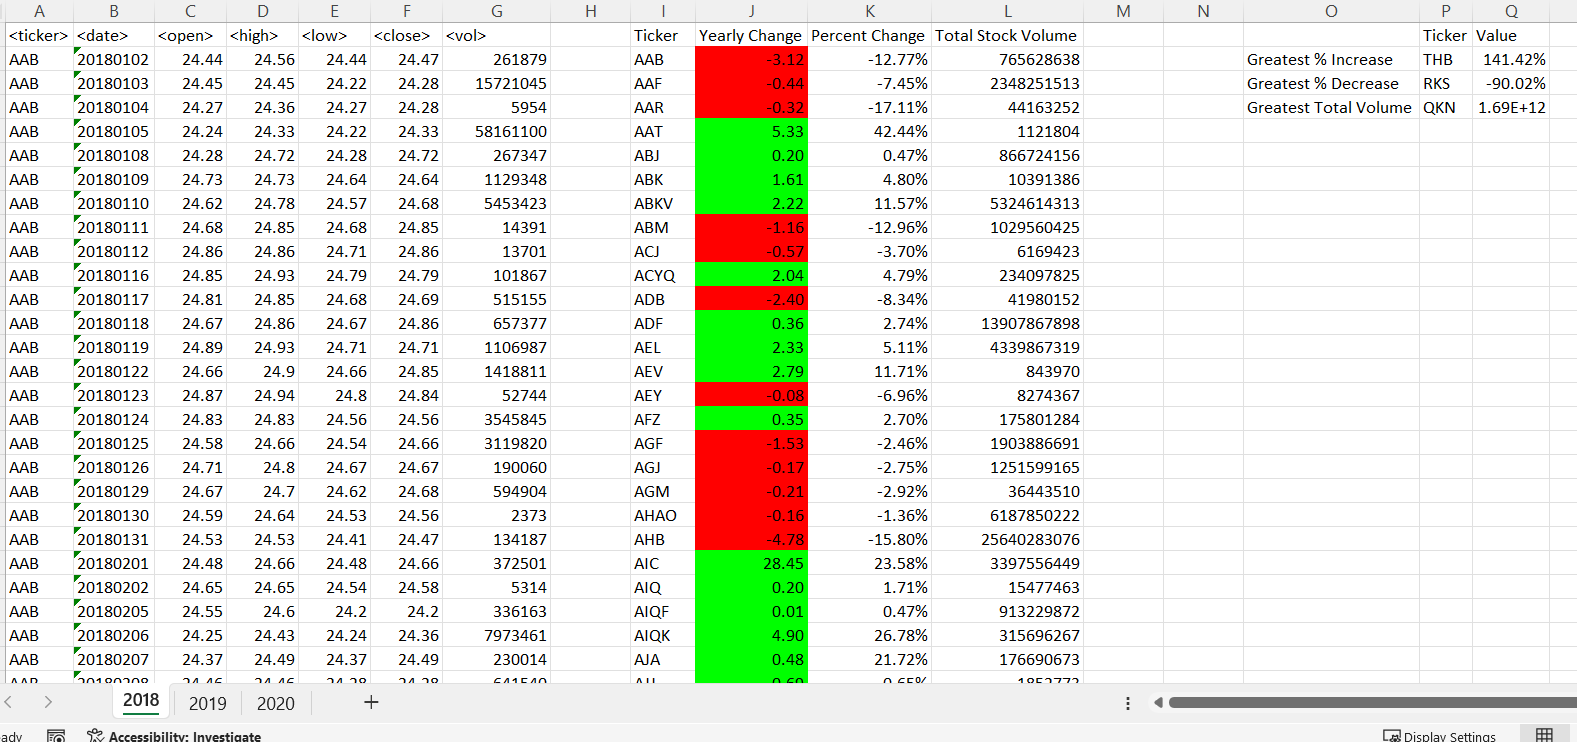 A B C D E F G H I J K L M N O P Q
<ticker> <date> <open> <high> <low> <close> <vol> Ticker Yearly Change Percent Change Total Stock Volume Ticker Value
AAB 20180102 24.44 24.56 24.44 24.47 261879 AAB -3.12 -12.77% 765628638 Greatest % Increase THB 141.42%
AAB 20180103 24.45 24.45 24.22 24.28 15721045 AAF -0.44 -7.45% 2348251513 Greatest % Decrease RKS -90.02%
AAB 20180104 24.27 24.36 24.27 24.28 5954 AAR -0.32 -17.11% 44163252 Greatest Total Volume QKN 1.69E+12
AAB 20180105 24.24 24.33 24.22 24.33 58161100 AAT 5.33 42.44% 1121804
AAB 20180108 24.28 24.72 24.28 24.72 267347 ABJ 0.20 0.47% 866724156
AAB 20180109 24.73 24.73 24.64 24.64 1129348 ABK 1.61 4.80% 10391386
AAB 20180110 24.62 24.78 24.57 24.68 5453423 ABKV 2.22 11.57% 5324614313
AAB 20180111 24.68 24.85 24.68 24.85 14391 ABM -1.16 -12.96% 1029560425
AAB 20180112 24.86 24.86 24.71 24.86 13701 ACJ -0.57 -3.70% 6169423
AAB 20180116 24.85 24.93 24.79 24.79 101867 ACYQ 2.04 4.79% 234097825
AAB 20180117 24.81 24.85 24.68 24.69 515155 ADB -2.40 -8.34% 41980152
AAB 20180118 24.67 24.86 24.67 24.86 657377 ADF 0.36 2.74% 13907867898
AAB 20180119 24.89 24.93 24.71 24.71 1106987 AEL 2.33 5.11% 4339867319
AAB 20180122 24.66 24.9 24.66 24.85 1418811 AEV 2.79 11.71% 843970
AAB 20180123 24.87 24.94 24.8 24.84 52744 AEY -0.08 -6.96% 8274367
AAB 20180124 24.83 24.83 24.56 24.56 3545845 AFZ 0.35 2.70% 175801284
AAB 20180125 24.58 24.66 24.54 24.66 3119820 AGF -1.53 -2.46% 1903886691
AAB 20180126 24.71 24.8 24.67 24.67 190060 AGJ -0.17 -2.75% 1251599165
AAB 20180129 24.67 24.7 24.62 24.68 594904 AGM -0.21 -2.92% 36443510
AAB 20180130 24.59 24.64 24.53 24.56 2373 AHAO -0.16 -1.36% 6187850222
AAB 20180131 24.53 24.53 24.41 24.47 134187 AHB -4.78 -15.80% 25640283076
AAB 20180201 24.48 24.66 24.48 24.66 372501 AIC 28.45 23.58% 3397556449
AAB 20180202 24.65 24.65 24.54 24.58 5314 AIQ 0.20 1.71% 15477463
AAB 20180205 24.55 24.6 24.2 24.2 336163 AIQF 0.01 0.47% 913229872
AAB 20180206 24.25 24.43 24.24 24.36 7973461 AIQK 4.90 26.78% 315696267
AAB 20180207 24.37 24.49 24.37 24.49 230014 AJA 0.48 21.72% 176690673
2018 2019 2020
Accessibility: Investigate Display Settings